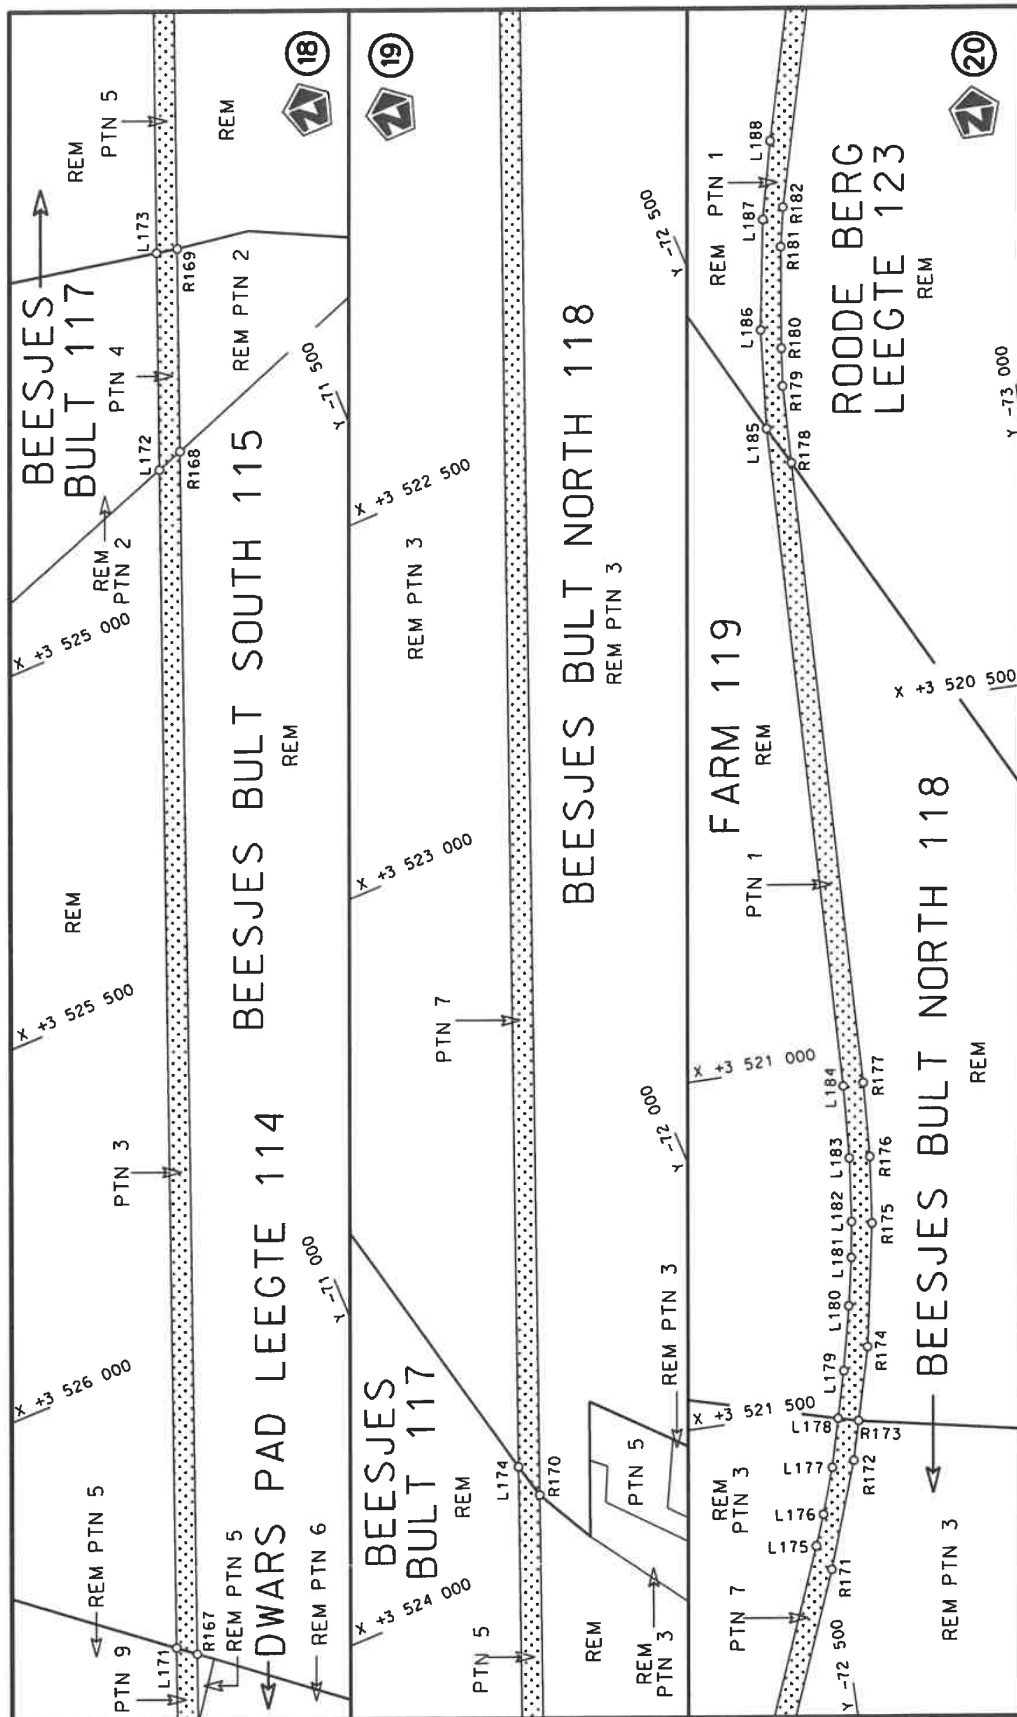 BEESJES
BULT 117
REM
PTN 5
REM
18
L173
R169
PTN 4
REM PTN 2
L172
R168
REM
PTN 2
Y -71 500
X +3 525 000
BEESJES BULT SOUTH 115
REM
REM
X +3 525 500
PTN 3
DWARS PAD LEEGTE 114
Y -71 000
X +3 526 000
REM PTN 5
L171
R167
PTN 9
REM PTN 5
REM PTN 6
19
X +3 522 500
REM PTN 3
Y -72 500
BEESJES BULT NORTH 118
REM PTN 3
X +3 523 000
PTN 7
Y -72 000
BEESJES
BULT 117
REM
L174
R170
X +3 524 000
PTN 5
REM
REM
PTN 3
PTN 5
REM PTN 3
20
L188
PTN 1
REM
L187
R182
R181
L186
R180
R179
L185
R178
ROODE BERG
LEEGTE 123
REM
Y -73 000
FARM 119
REM
X +3 520 500
PTN 1
BEESJES BULT NORTH 118
REM
X +3 521 000
L184
R177
L183
R176
L182
R175
L181
L180
R174
L179
X +3 521 500
L178
R173
L177
R172
L176
L175
R171
REM
PTN 3
PTN 7
Y -72 500
REM PTN 3